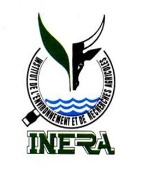 INSTITUT DE L'ENVIRONNEMENT ET DE RECHERCHES AGRICOLES
INERA